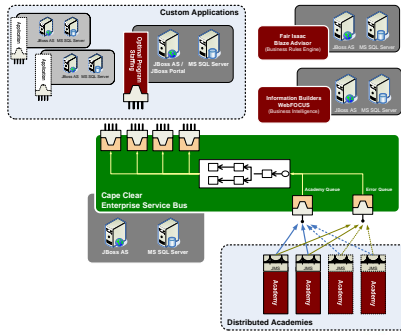 Custom Applications
Application
JBoss AS MS SQL Server
Application
JBoss AS MS SQL Server
Optimal Program
Staffing
JBoss AS /
JBoss Portal
MS SQL Server
Fair Isaac
Blaze Advisor
(Business Rules Engine)
JBoss AS MS SQL Server
Information Builders
WebFOCUS
(Business Intelligence)
JBoss AS MS SQL Server
Academy Queue
Error Queue
Cape Clear
Enterprise Service Bus
JBoss AS
MS SQL Server
JMS
JMS
JMS
JMS
Academy
Academy
Academy
Academy
Distributed Academies